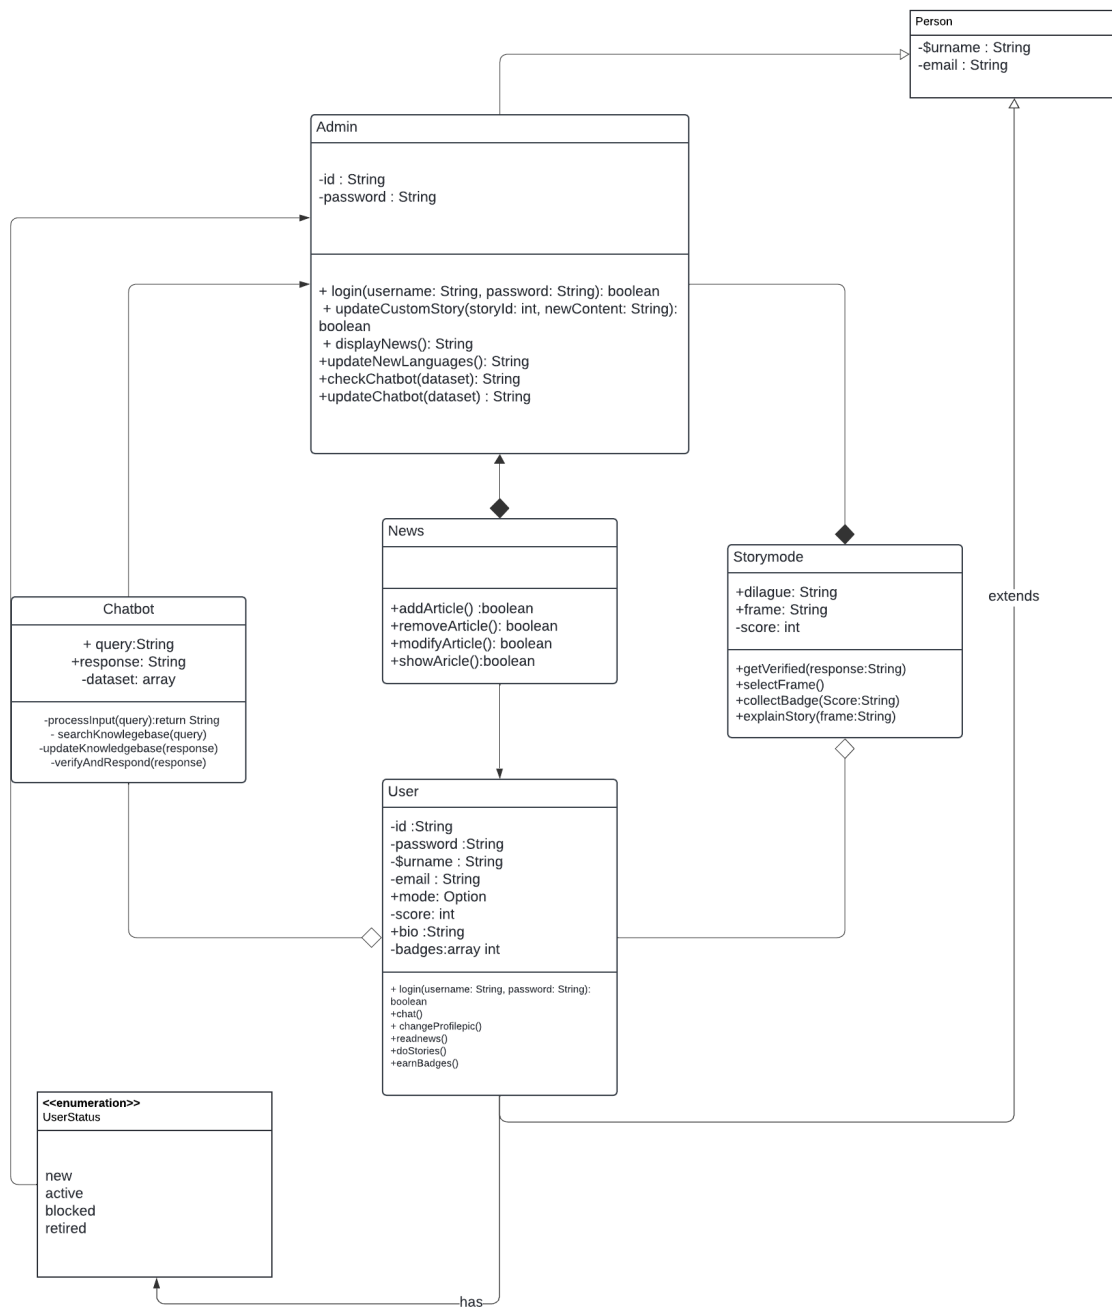 Person
-$urname : String
-email : String
Admin
-id : String
-password : String
+ login(username: String, password: String): boolean
+ updateCustomStory(storyId: int, newContent: String):
boolean
+ displayNews(): String
+updateNewLanguages(): String
+checkChatbot(dataset): String
+updateChatbot(dataset) : String
News
+addArticle() :boolean
+removeArticle(): boolean
+modifyArticle(): boolean
+showAricle():boolean
Storymode
+dilague: String
+frame: String
-score: int
+getVerified(response:String)
+selectFrame()
+collectBadge(Score:String)
+explainStory(frame:String)
extends
Chatbot
+ query:String
+response: String
-dataset: array
-processInput(query):return String
- searchKnowlegebase(query)
-updateKnowledgebase(response)
-verifyAndRespond(response)
User
-id :String
-password :String
-$urname : String
-email : String
+mode: Option
-score: int
+bio :String
-badges:array int
+ login(username: String, password: String):
boolean
+chat()
+ changeProfilepic()
+readnews()
+doStories()
+earnBadges()
<<enumeration>>
UserStatus
new
active
blocked
retired
has